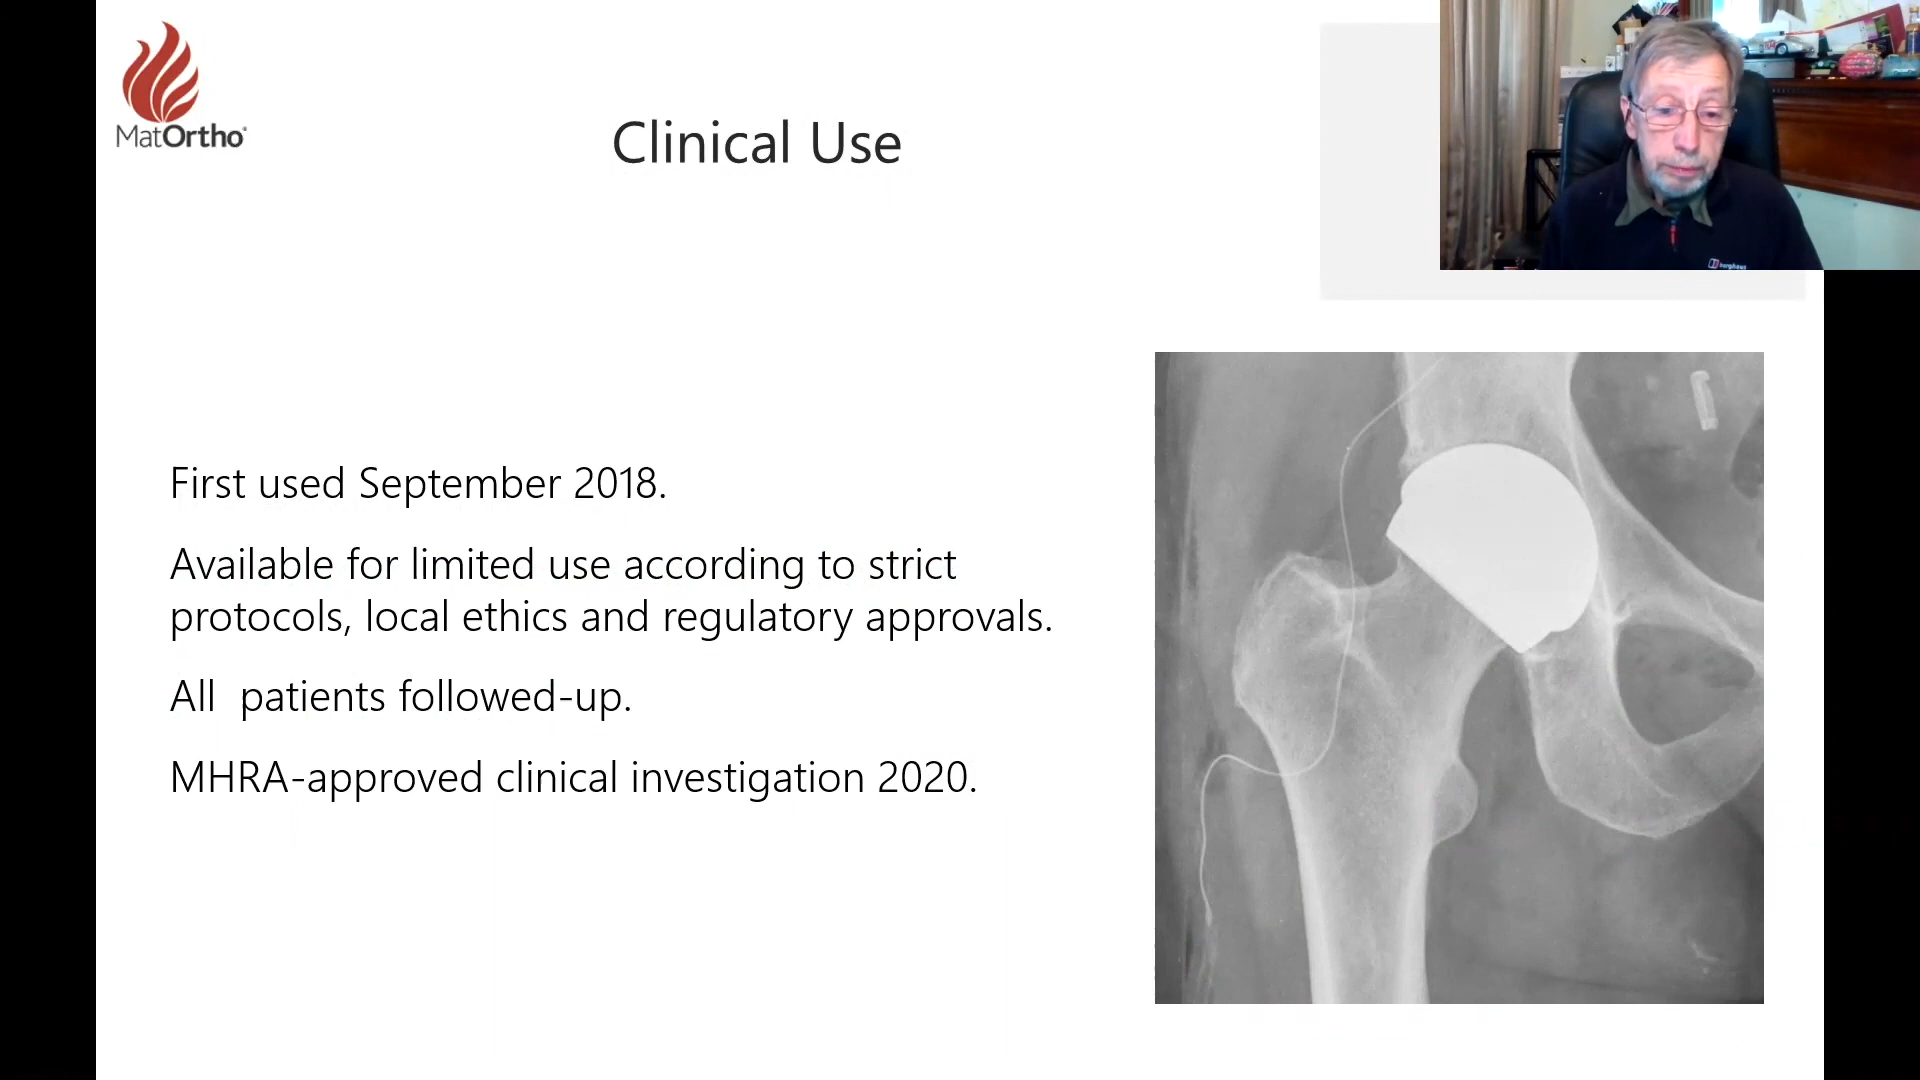 MatOrtho®
Clinical Use
berghaus
First used September 2018.
Available for limited use according to strict
protocols, local ethics and regulatory approvals.
All  patients followed-up.
MHRA-approved clinical investigation 2020.